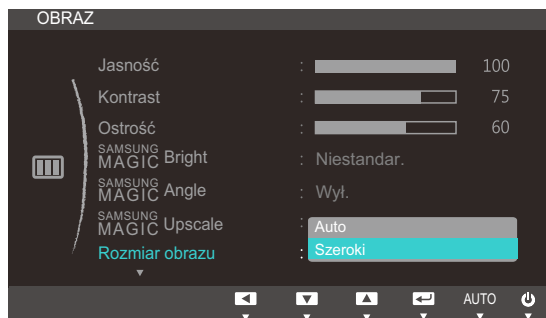 OBRAZ
Jasność : 100
Kontrast : 75
Ostrość : 60
SAMSUNG MAGIC Bright : Niestandar.
SAMSUNG MAGIC Angle : Wył.
SAMSUNG MAGIC Upscale : Auto
Rozmiar obrazu : Szeroki
AUTO